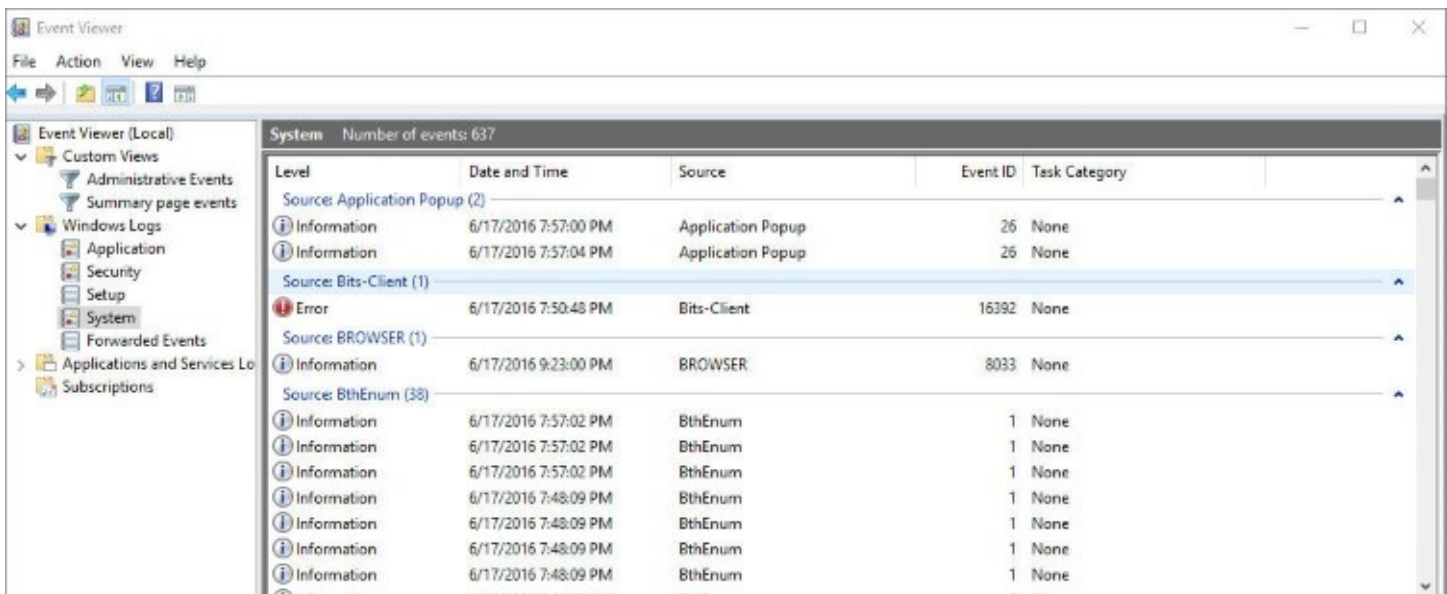 Event Viewer
File Action View Help
Event Viewer (Local)
Custom Views
Administrative Events
Summary page events
Windows Logs
Application
Security
Setup
System
Forwarded Events
Applications and Services Lo
Subscriptions
System Number of events: 637
Level Date and Time Source Event ID Task Category
Source: Application Popup (2)
Information 6/17/2016 7:57:00 PM Application Popup 26 None
Information 6/17/2016 7:57:04 PM Application Popup 26 None
Source: Bits-Client (1)
Error 6/17/2016 7:50:48 PM Bits-Client 16392 None
Source: BROWSER (1)
Information 6/17/2016 9:23:00 PM BROWSER 8033 None
Source: BthEnum (38)
Information 6/17/2016 7:57:02 PM BthEnum 1 None
Information 6/17/2016 7:57:02 PM BthEnum 1 None
Information 6/17/2016 7:57:02 PM BthEnum 1 None
Information 6/17/2016 7:48:09 PM BthEnum 1 None
Information 6/17/2016 7:48:09 PM BthEnum 1 None
Information 6/17/2016 7:48:09 PM BthEnum 1 None
Information 6/17/2016 7:48:09 PM BthEnum 1 None